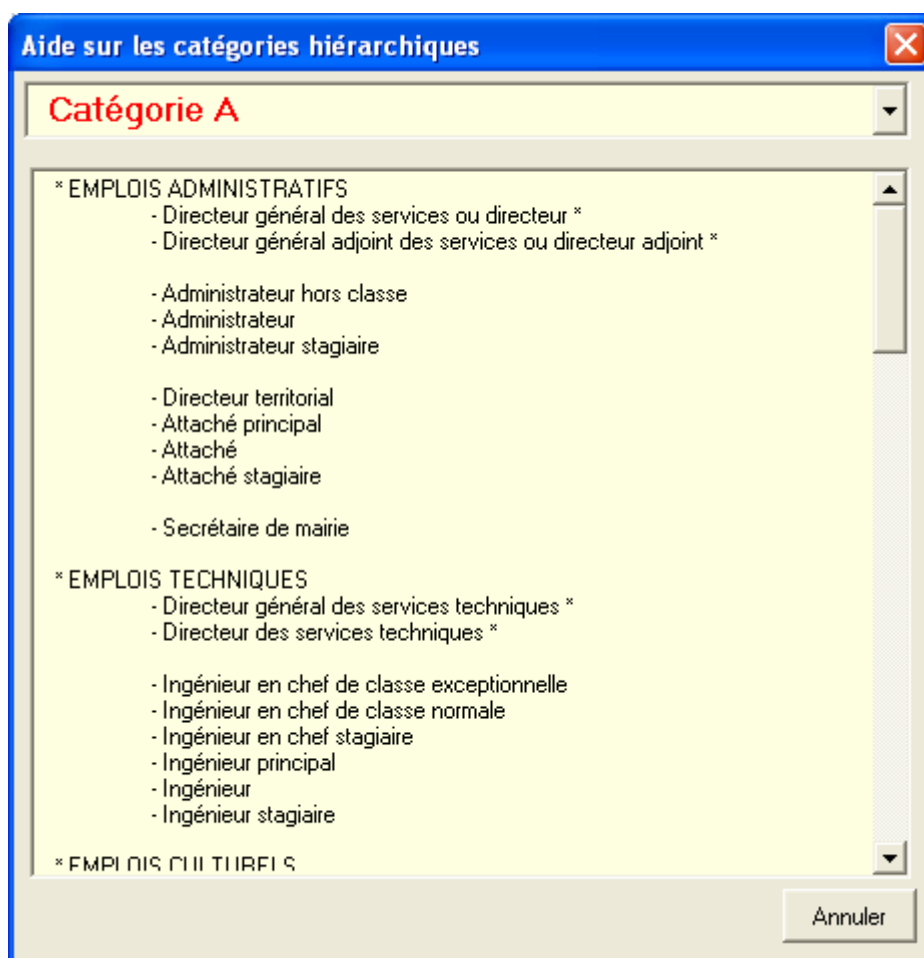 Aide sur les catégories hiérarchiques
Catégorie A
* EMPLOIS ADMINISTRATIFS
- Directeur général des services ou directeur *
- Directeur général adjoint des services ou directeur adjoint *
- Administrateur hors classe
- Administrateur
- Administrateur stagiaire
- Directeur territorial
- Attaché principal
- Attaché
- Attaché stagiaire
- Secrétaire de mairie
* EMPLOIS TECHNIQUES
- Directeur général des services techniques *
- Directeur des services techniques *
- Ingénieur en chef de classe exceptionnelle
- Ingénieur en chef de classe normale
- Ingénieur en chef stagiaire
- Ingénieur principal
- Ingénieur
- Ingénieur stagiaire
* EMPLOIS CULTURELS
Annuler